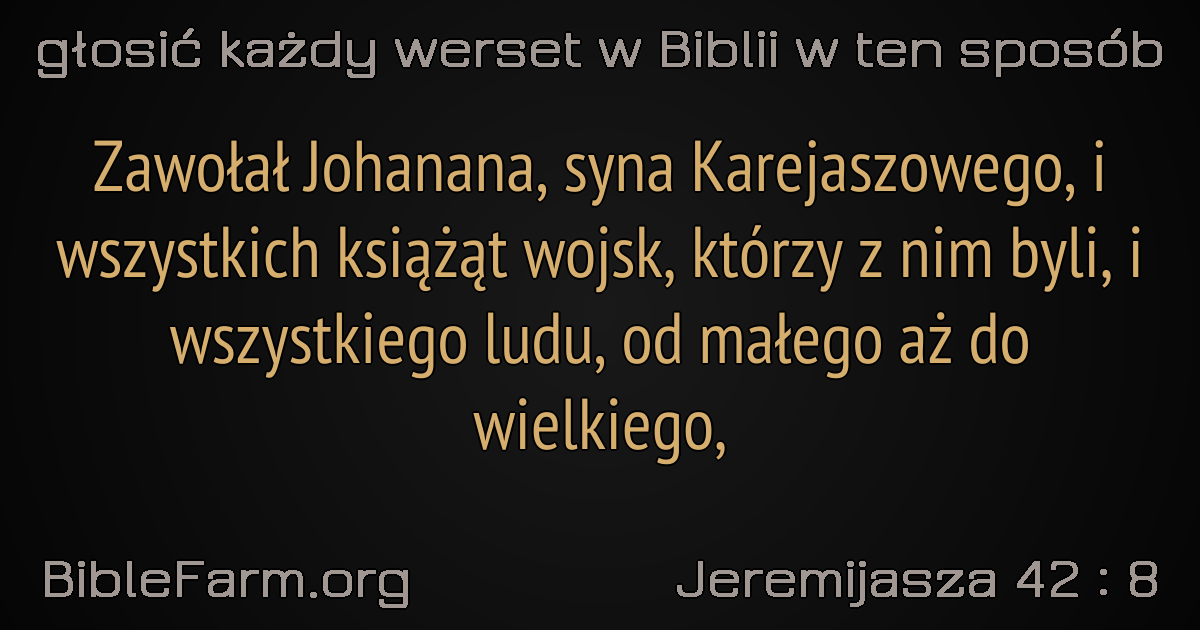 głosić każdy werset w Biblii w ten sposób
Zawołał Johanana, syna Karejaszowego, i
wszystkich książąt wojsk, którzy z nim byli, i
wszystkiego ludu, od małego aż do
wielkiego,
BibleFarm.org
Jeremijasza 42 : 8